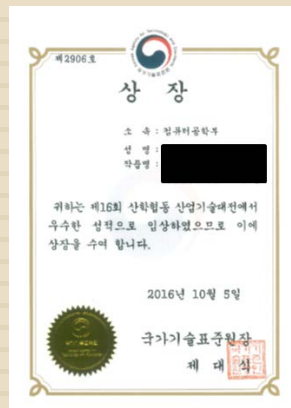 제2906호
상 장
소 속 : 컴퓨터공학부
성 명 :
작품명 :
귀하는 제16회 산학협동 산업기술대전에서
우수한 성적으로 입상하였으므로 이에
상장을 수여 합니다.
2016년 10월 5일
국가기술표준원장
제 대 식